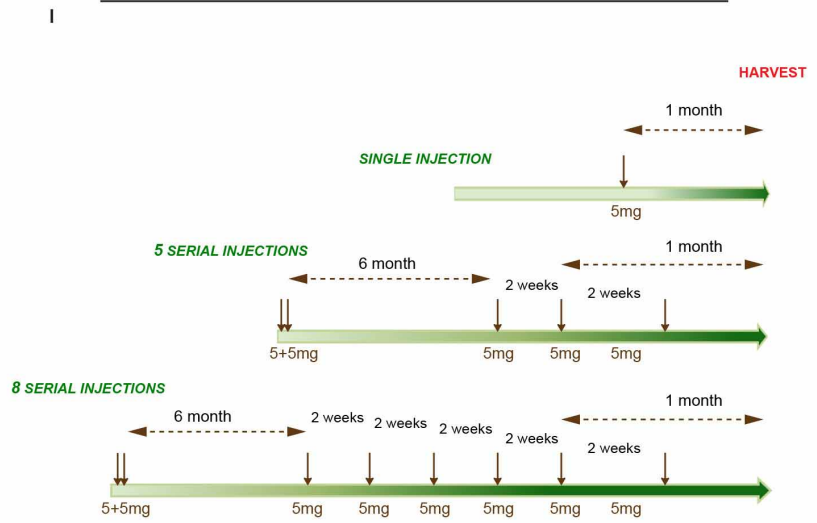 I
HARVEST
1 month
SINGLE INJECTION
5mg
5 SERIAL INJECTIONS
1 month
6 month
2 weeks
2 weeks
5+5mg 5mg 5mg 5mg
8 SERIAL INJECTIONS
1 month
6 month
2 weeks
2 weeks
2 weeks
2 weeks
2 weeks
5+5mg 5mg 5mg 5mg 5mg 5mg 5mg